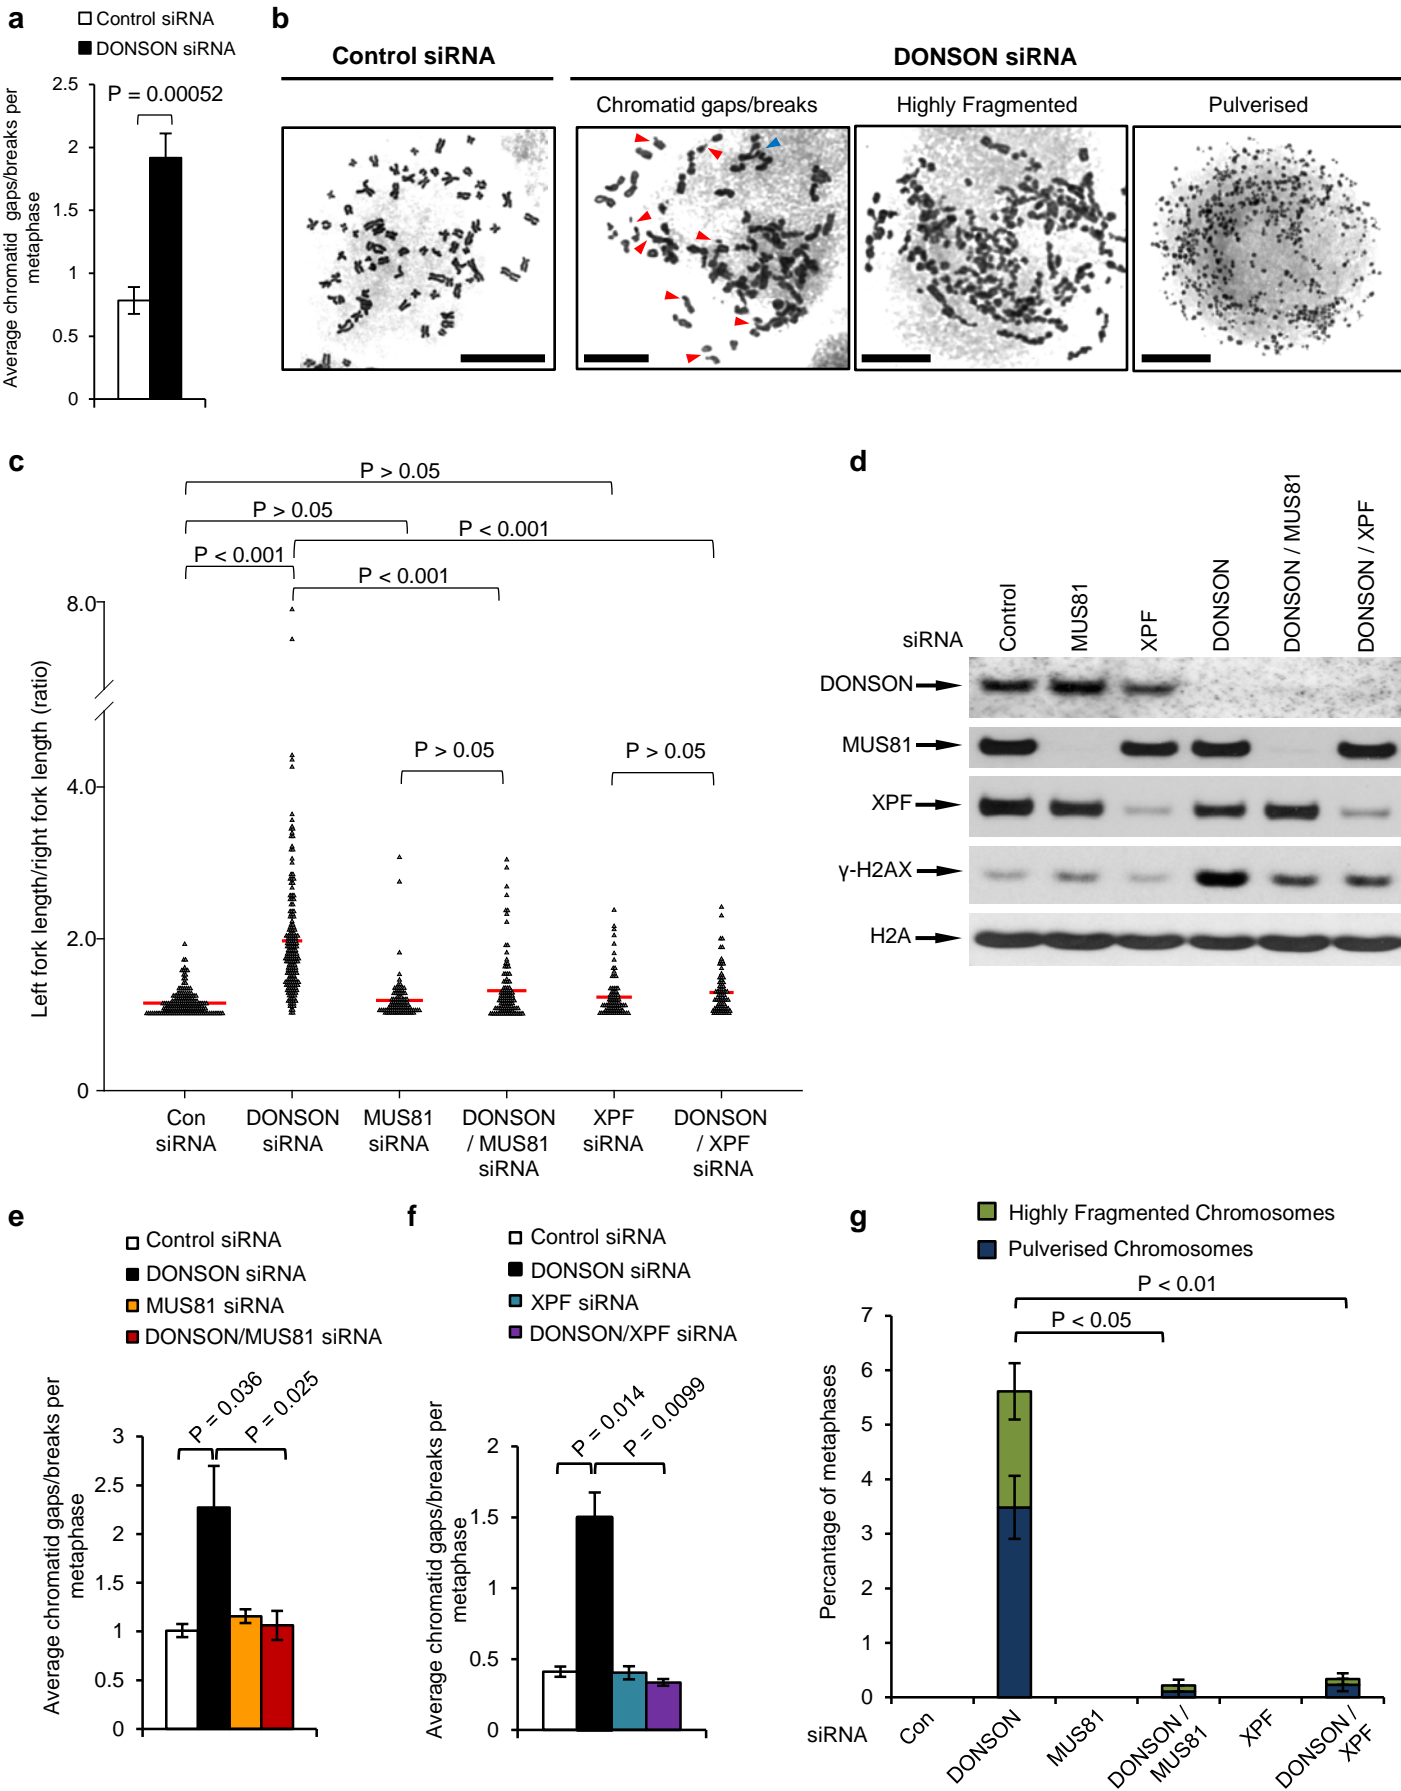 a
Control siRNA
DONSON siRNA
Average chromatid gaps/breaks per
metaphase
2.5
2
1.5
1
0.5
0
P = 0.00052
b
Control siRNA
DONSON siRNA
Chromatid gaps/breaks
Highly Fragmented
Pulverised
c
P > 0.05
P > 0.05
P < 0.001
P < 0.001
P < 0.001
P > 0.05
P > 0.05
Left fork length/right fork length (ratio)
8.0
4.0
2.0
0
Con
siRNA
DONSON
siRNA
MUS81
siRNA
DONSON
/ MUS81
siRNA
XPF
siRNA
DONSON
/ XPF
siRNA
d
siRNA
Control
MUS81
XPF
DONSON
DONSON / MUS81
DONSON / XPF
DONSON
MUS81
XPF
γ-H2AX
H2A
e
Control siRNA
DONSON siRNA
MUS81 siRNA
DONSON/MUS81 siRNA
P = 0.036
P = 0.025
Average chromatid gaps/breaks per
metaphase
3
2.5
2
1.5
1
0.5
0
f
Control siRNA
DONSON siRNA
XPF siRNA
DONSON/XPF siRNA
P = 0.014
P = 0.0099
Average chromatid gaps/breaks per
metaphase
2
1.5
1
0.5
0
g
Highly Fragmented Chromosomes
Pulverised Chromosomes
P < 0.01
P < 0.05
Percantage of metaphases
7
6
5
4
3
2
1
0
siRNA
Con
DONSON
MUS81
DONSON /
MUS81
XPF
DONSON /
XPF